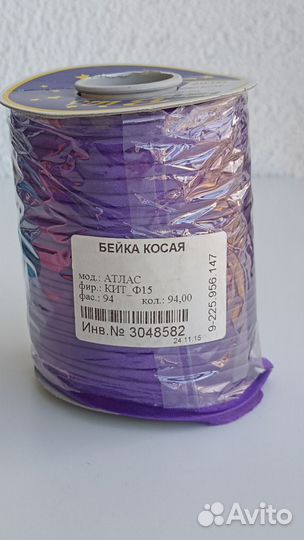 БЕЙКА КОСАЯ
мод.: АТЛАС
фир.: КИТ_Ф15
фас.: 94 кол.: 94,00
Инв.№ 3048582
24.11.15
9-225.956.147
Avito